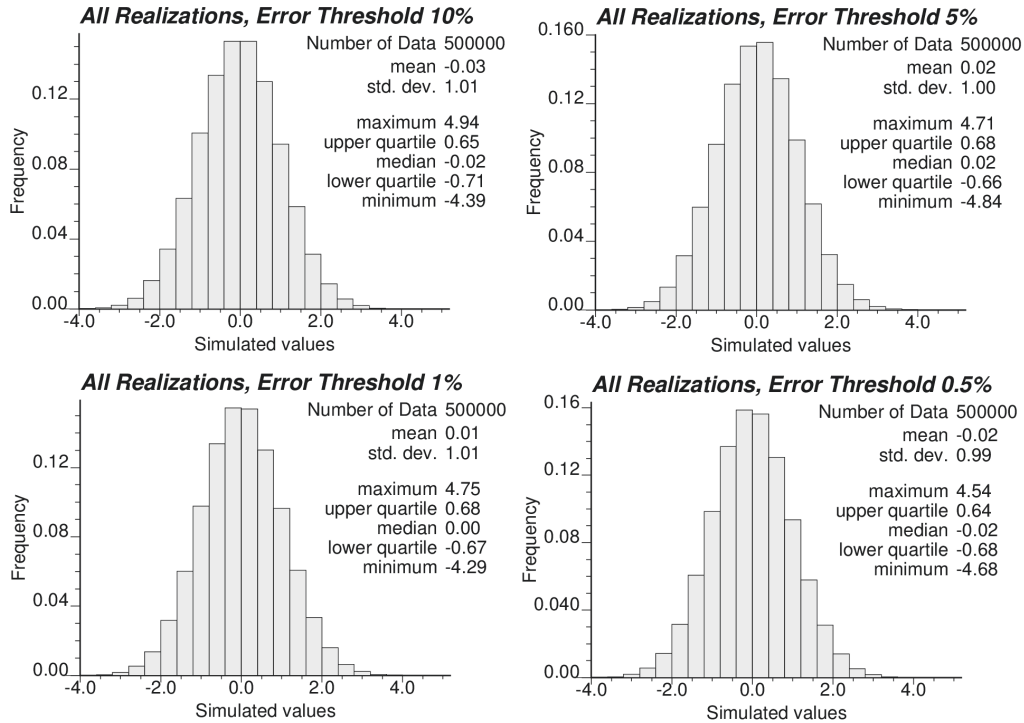 All Realizations, Error Threshold 10%
Number of Data 500000
mean -0.03
std. dev. 1.01
maximum 4.94
upper quartile 0.65
median -0.02
lower quartile -0.71
minimum -4.39
Frequency
0.12
0.08
0.04
0.00
-4.0 -2.0 0.0 2.0 4.0
Simulated values
All Realizations, Error Threshold 5%
Number of Data 500000
mean 0.02
std. dev. 1.00
maximum 4.71
upper quartile 0.68
median 0.02
lower quartile -0.66
minimum -4.84
Frequency
0.160
0.12
0.08
0.04
0.00
-4.0 -2.0 0.0 2.0 4.0
Simulated values
All Realizations, Error Threshold 1%
Number of Data 500000
mean 0.01
std. dev. 1.01
maximum 4.75
upper quartile 0.68
median 0.00
lower quartile -0.67
minimum -4.29
Frequency
0.12
0.08
0.04
0.00
-4.0 -2.0 0.0 2.0 4.0
Simulated values
All Realizations, Error Threshold 0.5%
Number of Data 500000
mean -0.02
std. dev. 0.99
maximum 4.54
upper quartile 0.64
median -0.02
lower quartile -0.68
minimum -4.68
Frequency
0.16
0.12
0.08
0.040
0.00
-4.0 -2.0 0.0 2.0 4.0
Simulated values